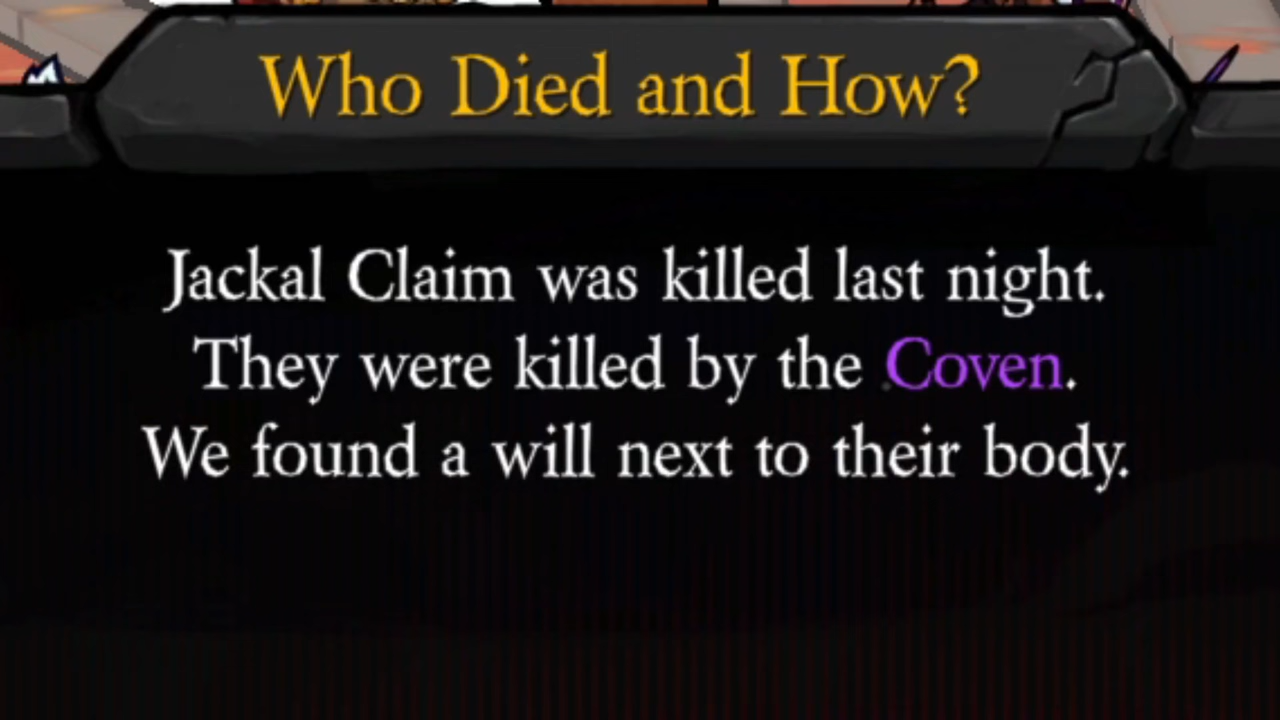 Who Died and How?
Jackal Claim was killed last night.
They were killed by the Coven.
We found a will next to their body.